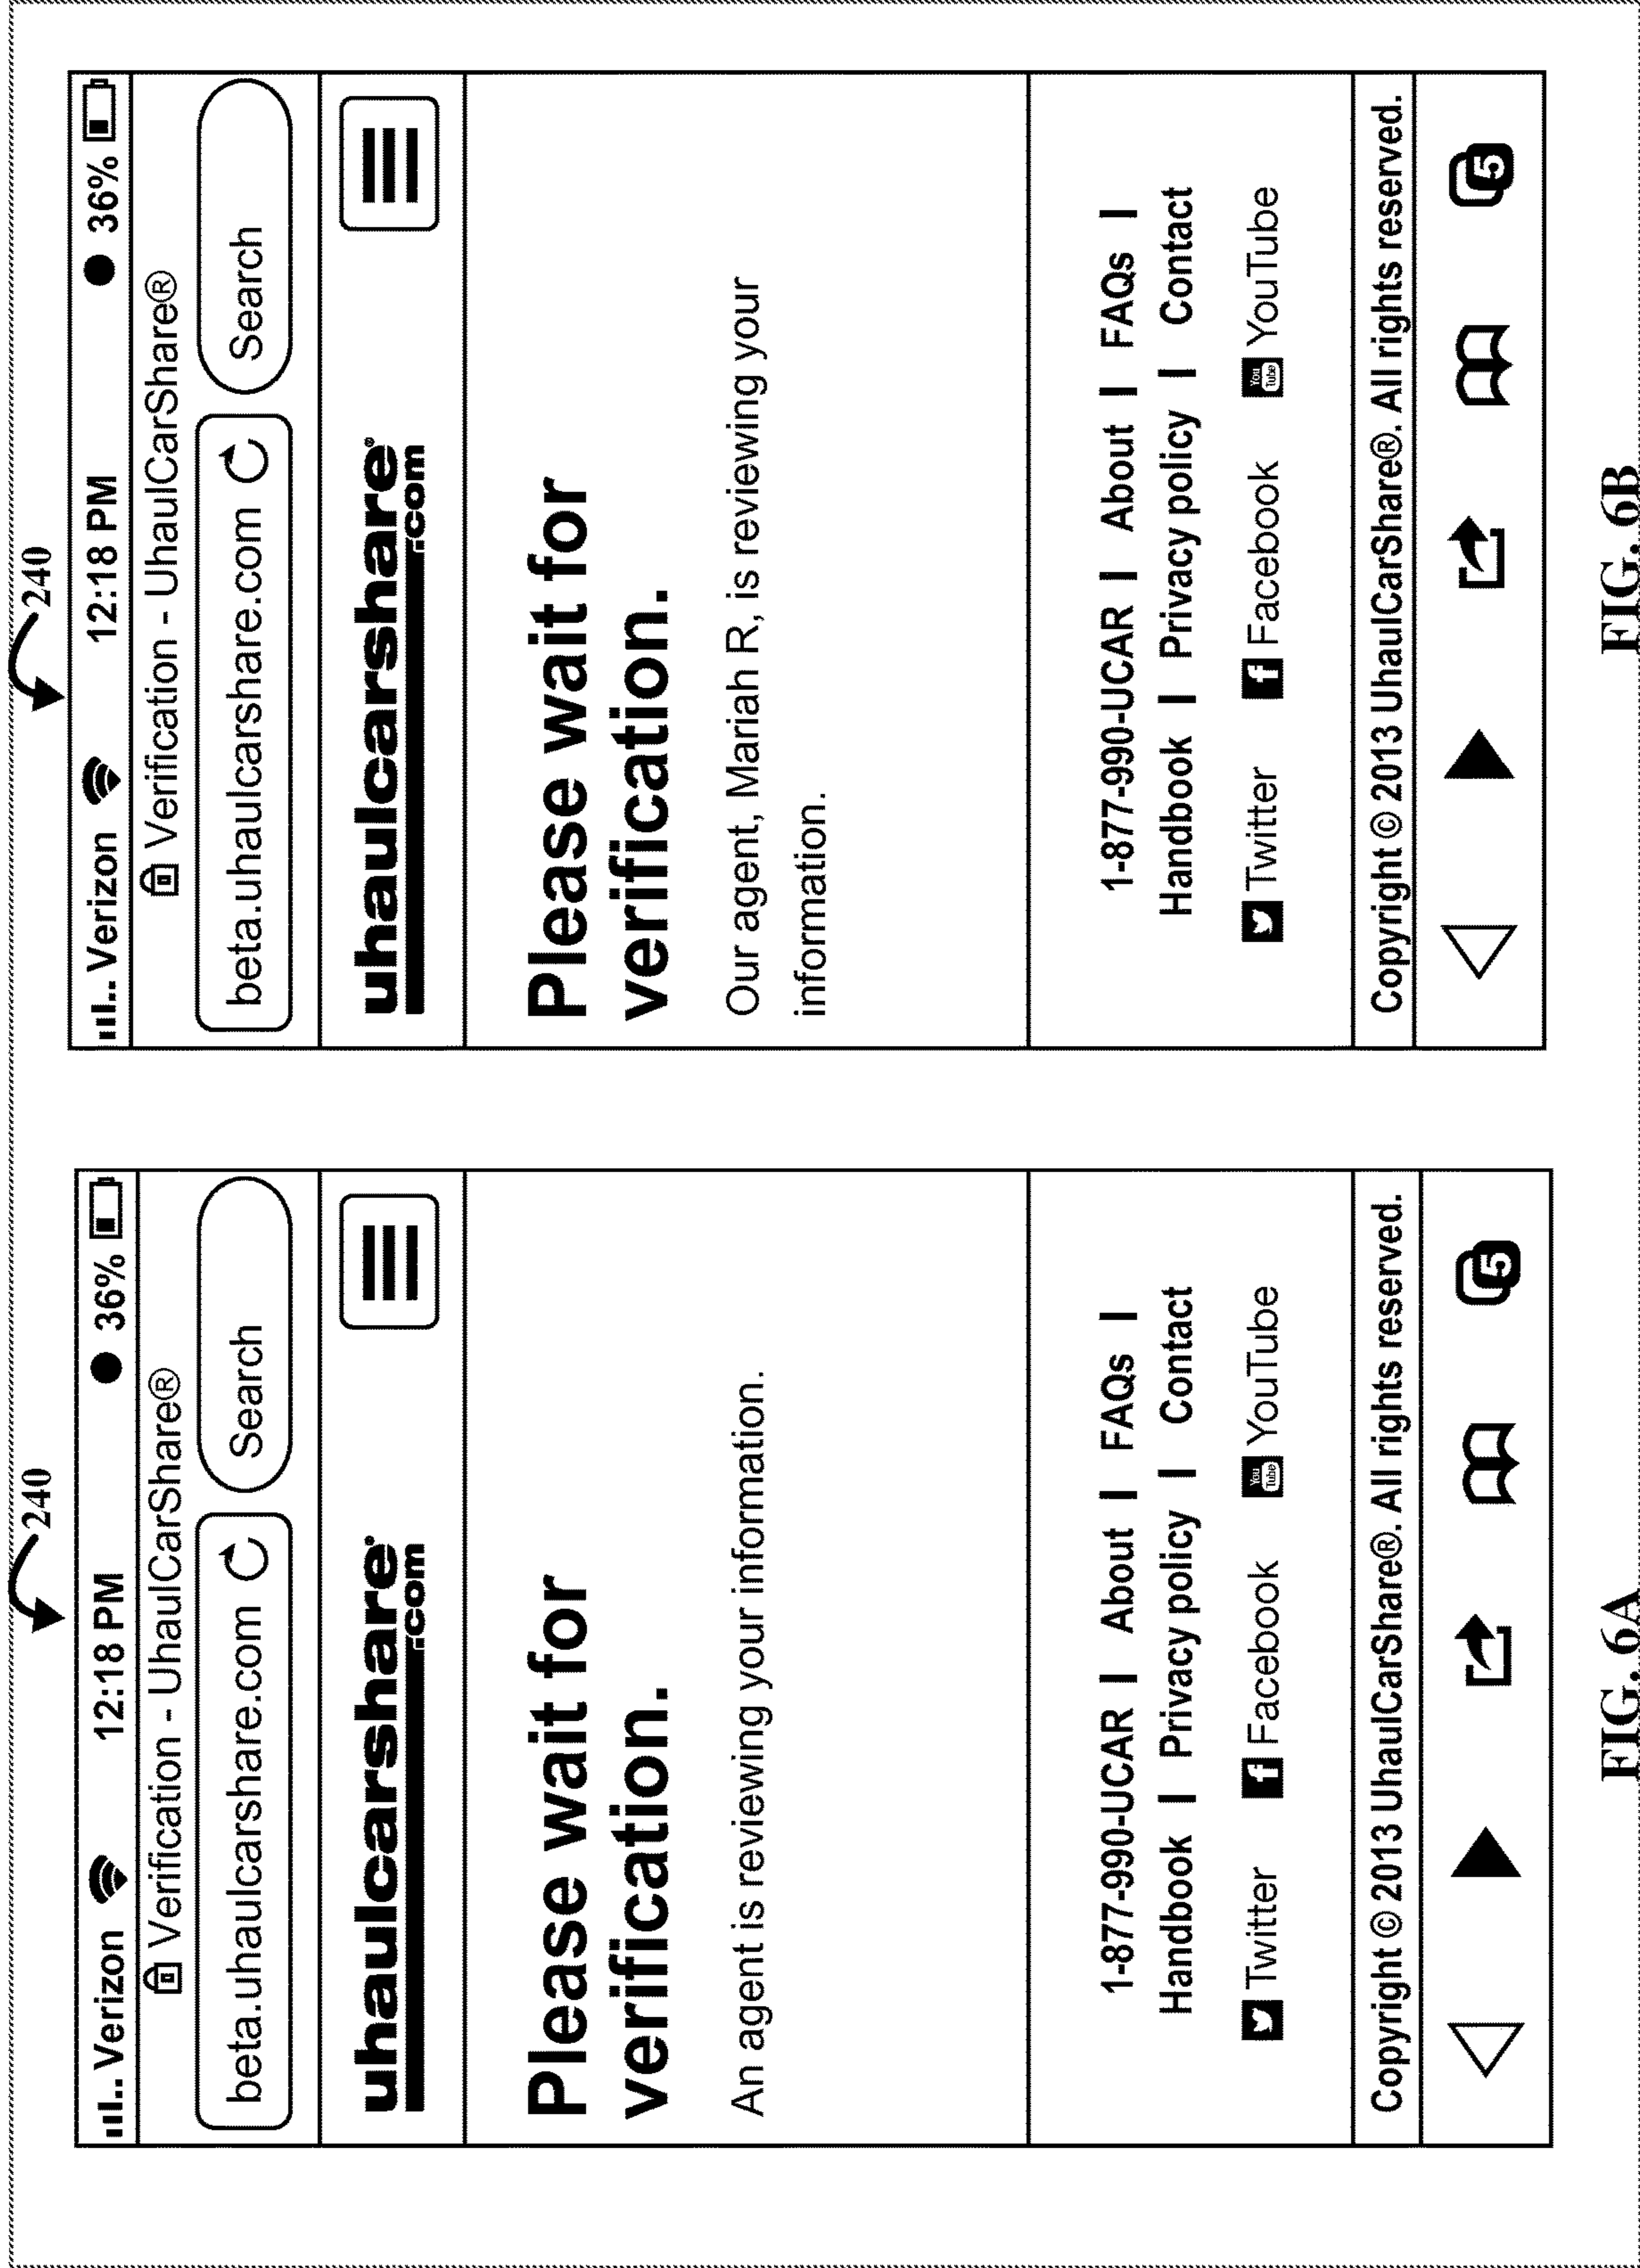 240
Verizon 12:18 PM 36%
Verification - UhaulCarShare®
beta.uhaulcarshare.com Search
uhaulcarshare®
.com
Please wait for
verification.
An agent is reviewing your information.
1-877-990-UCAR | About | FAQs |
Handbook | Privacy policy | Contact
Twitter Facebook You Tube YouTube
Copyright © 2013 UhaulCarShare®. All rights reserved.
5
FIG. 6A
240
Verizon 12:18 PM 36%
Verification - UhaulCarShare®
beta.uhaulcarshare.com Search
uhaulcarshare®
.com
Please wait for
verification.
Our agent, Mariah R, is reviewing your
information.
1-877-990-UCAR | About | FAQs |
Handbook | Privacy policy | Contact
Twitter Facebook You Tube YouTube
Copyright © 2013 UhaulCarShare®. All rights reserved.
5
FIG. 6B